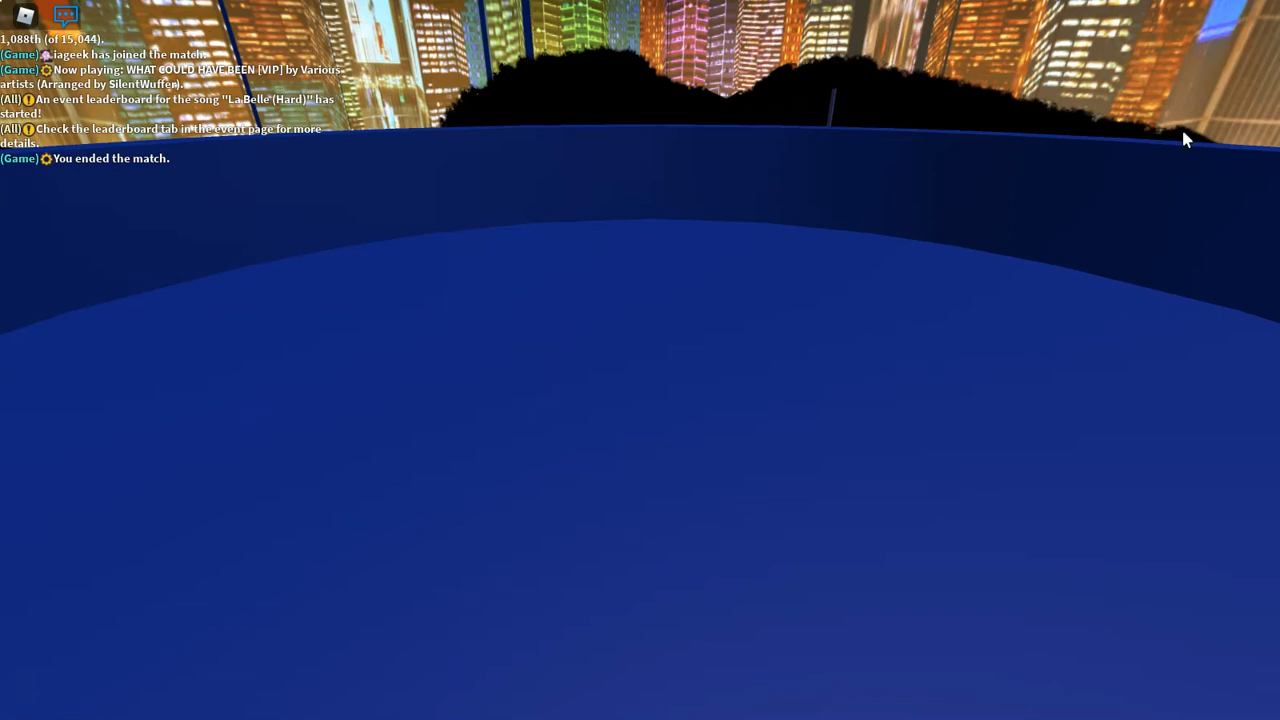 1,088th (of 15,044).
(Game) iageek has joined the match.
(Game) Now playing: WHAT COULD HAVE BEEN [VIP] by Various
artists (Arranged by SilentWuffer).
(All) An event leaderboard for the song "La Belle (Hard)" has
started!
(All) Check the leaderboard tab in the event page for more
details.
(Game) You ended the match.